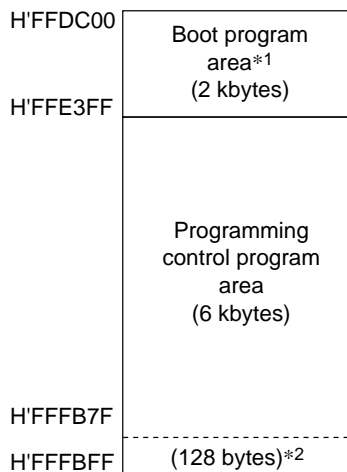 H'FFDC00
Boot program
area*1
(2 kbytes)
H'FFE3FF
Programming
control program
area
(6 kbytes)
H'FFFB7F
(128 bytes)*2
H'FFFBFF